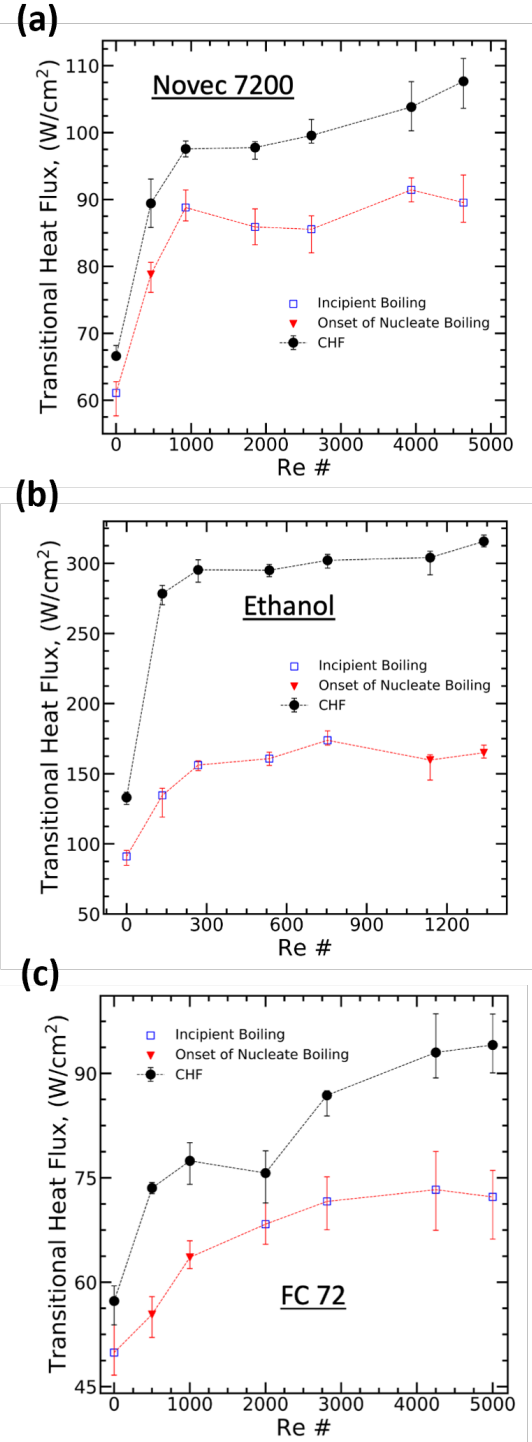 (a)
Novec 7200
Transitional Heat Flux, (W/cm²)
110
100
90
80
70
60
Incipient Boiling
Onset of Nucleate Boiling
CHF
0 1000 2000 3000 4000 5000
Re #
(b)
Ethanol
Transitional Heat Flux, (W/cm²)
300
250
200
150
100
50
Incipient Boiling
Onset of Nucleate Boiling
CHF
0 300 600 900 1200
Re #
(c)
Incipient Boiling
Onset of Nucleate Boiling
CHF
Transitional Heat Flux, (W/cm²)
90
75
60
45
FC 72
0 1000 2000 3000 4000 5000
Re #